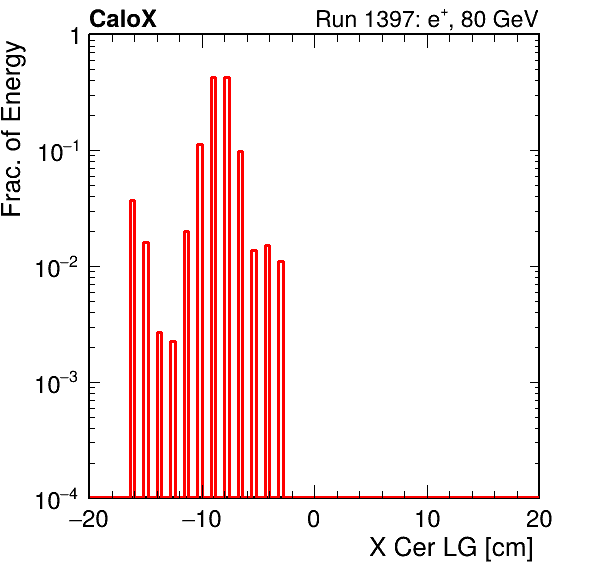 CaloX Run 1397: e⁺, 80 GeV
Frac. of Energy
1
10⁻¹
10⁻²
10⁻³
10⁻⁴
−20 −10 0 10 20
X Cer LG [cm]